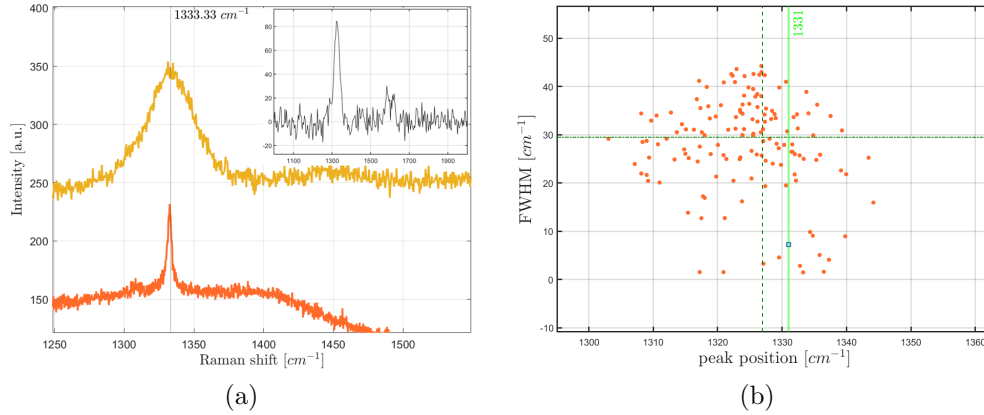 1333.33 cm⁻¹
400
350
300
250
200
150
Intensity [a.u.]
1250 1300 1350 1400 1450 1500
Raman shift [cm⁻¹]
80
60
40
20
0
-20
1100 1300 1500 1700 1900
(a)
1331
50
40
30
20
10
0
-10
FWHM [cm⁻¹]
1300 1310 1320 1330 1340 1350 1360
peak position [cm⁻¹]
(b)